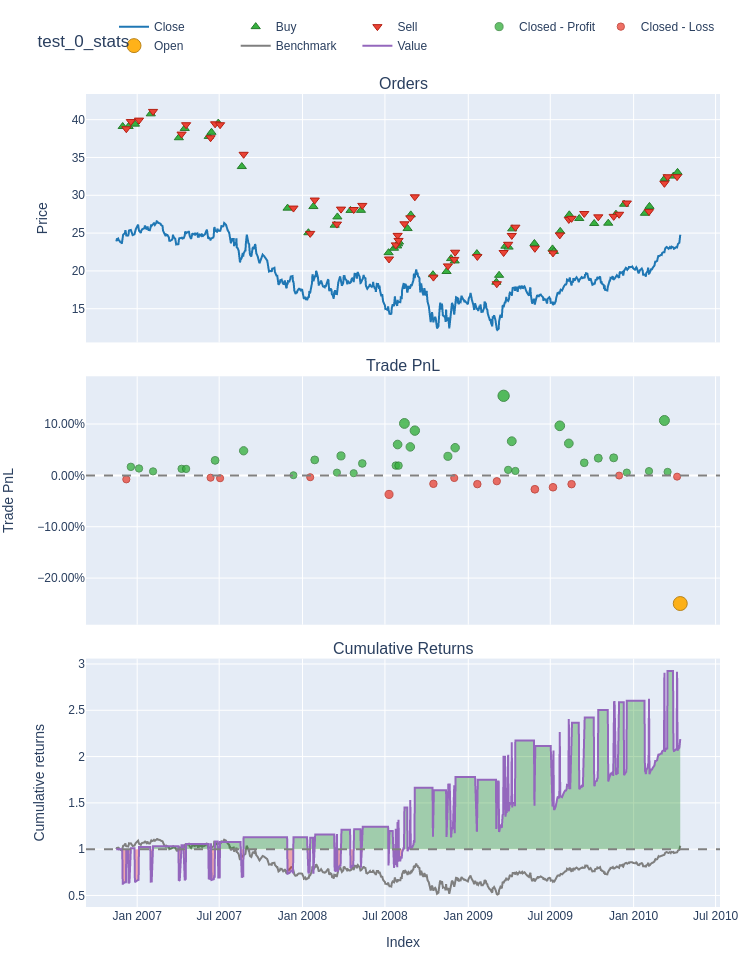 test_0_stats
Close
Buy
Sell
Closed - Profit
Closed - Loss
Open
Benchmark
Value
Orders
40
35
30
25
20
15
Price
Trade PnL
10.00%
0.00%
−10.00%
−20.00%
Trade PnL
Cumulative Returns
3
2.5
2
1.5
1
0.5
Cumulative returns
Jan 2007
Jul 2007
Jan 2008
Jul 2008
Jan 2009
Jul 2009
Jan 2010
Jul 2010
Index